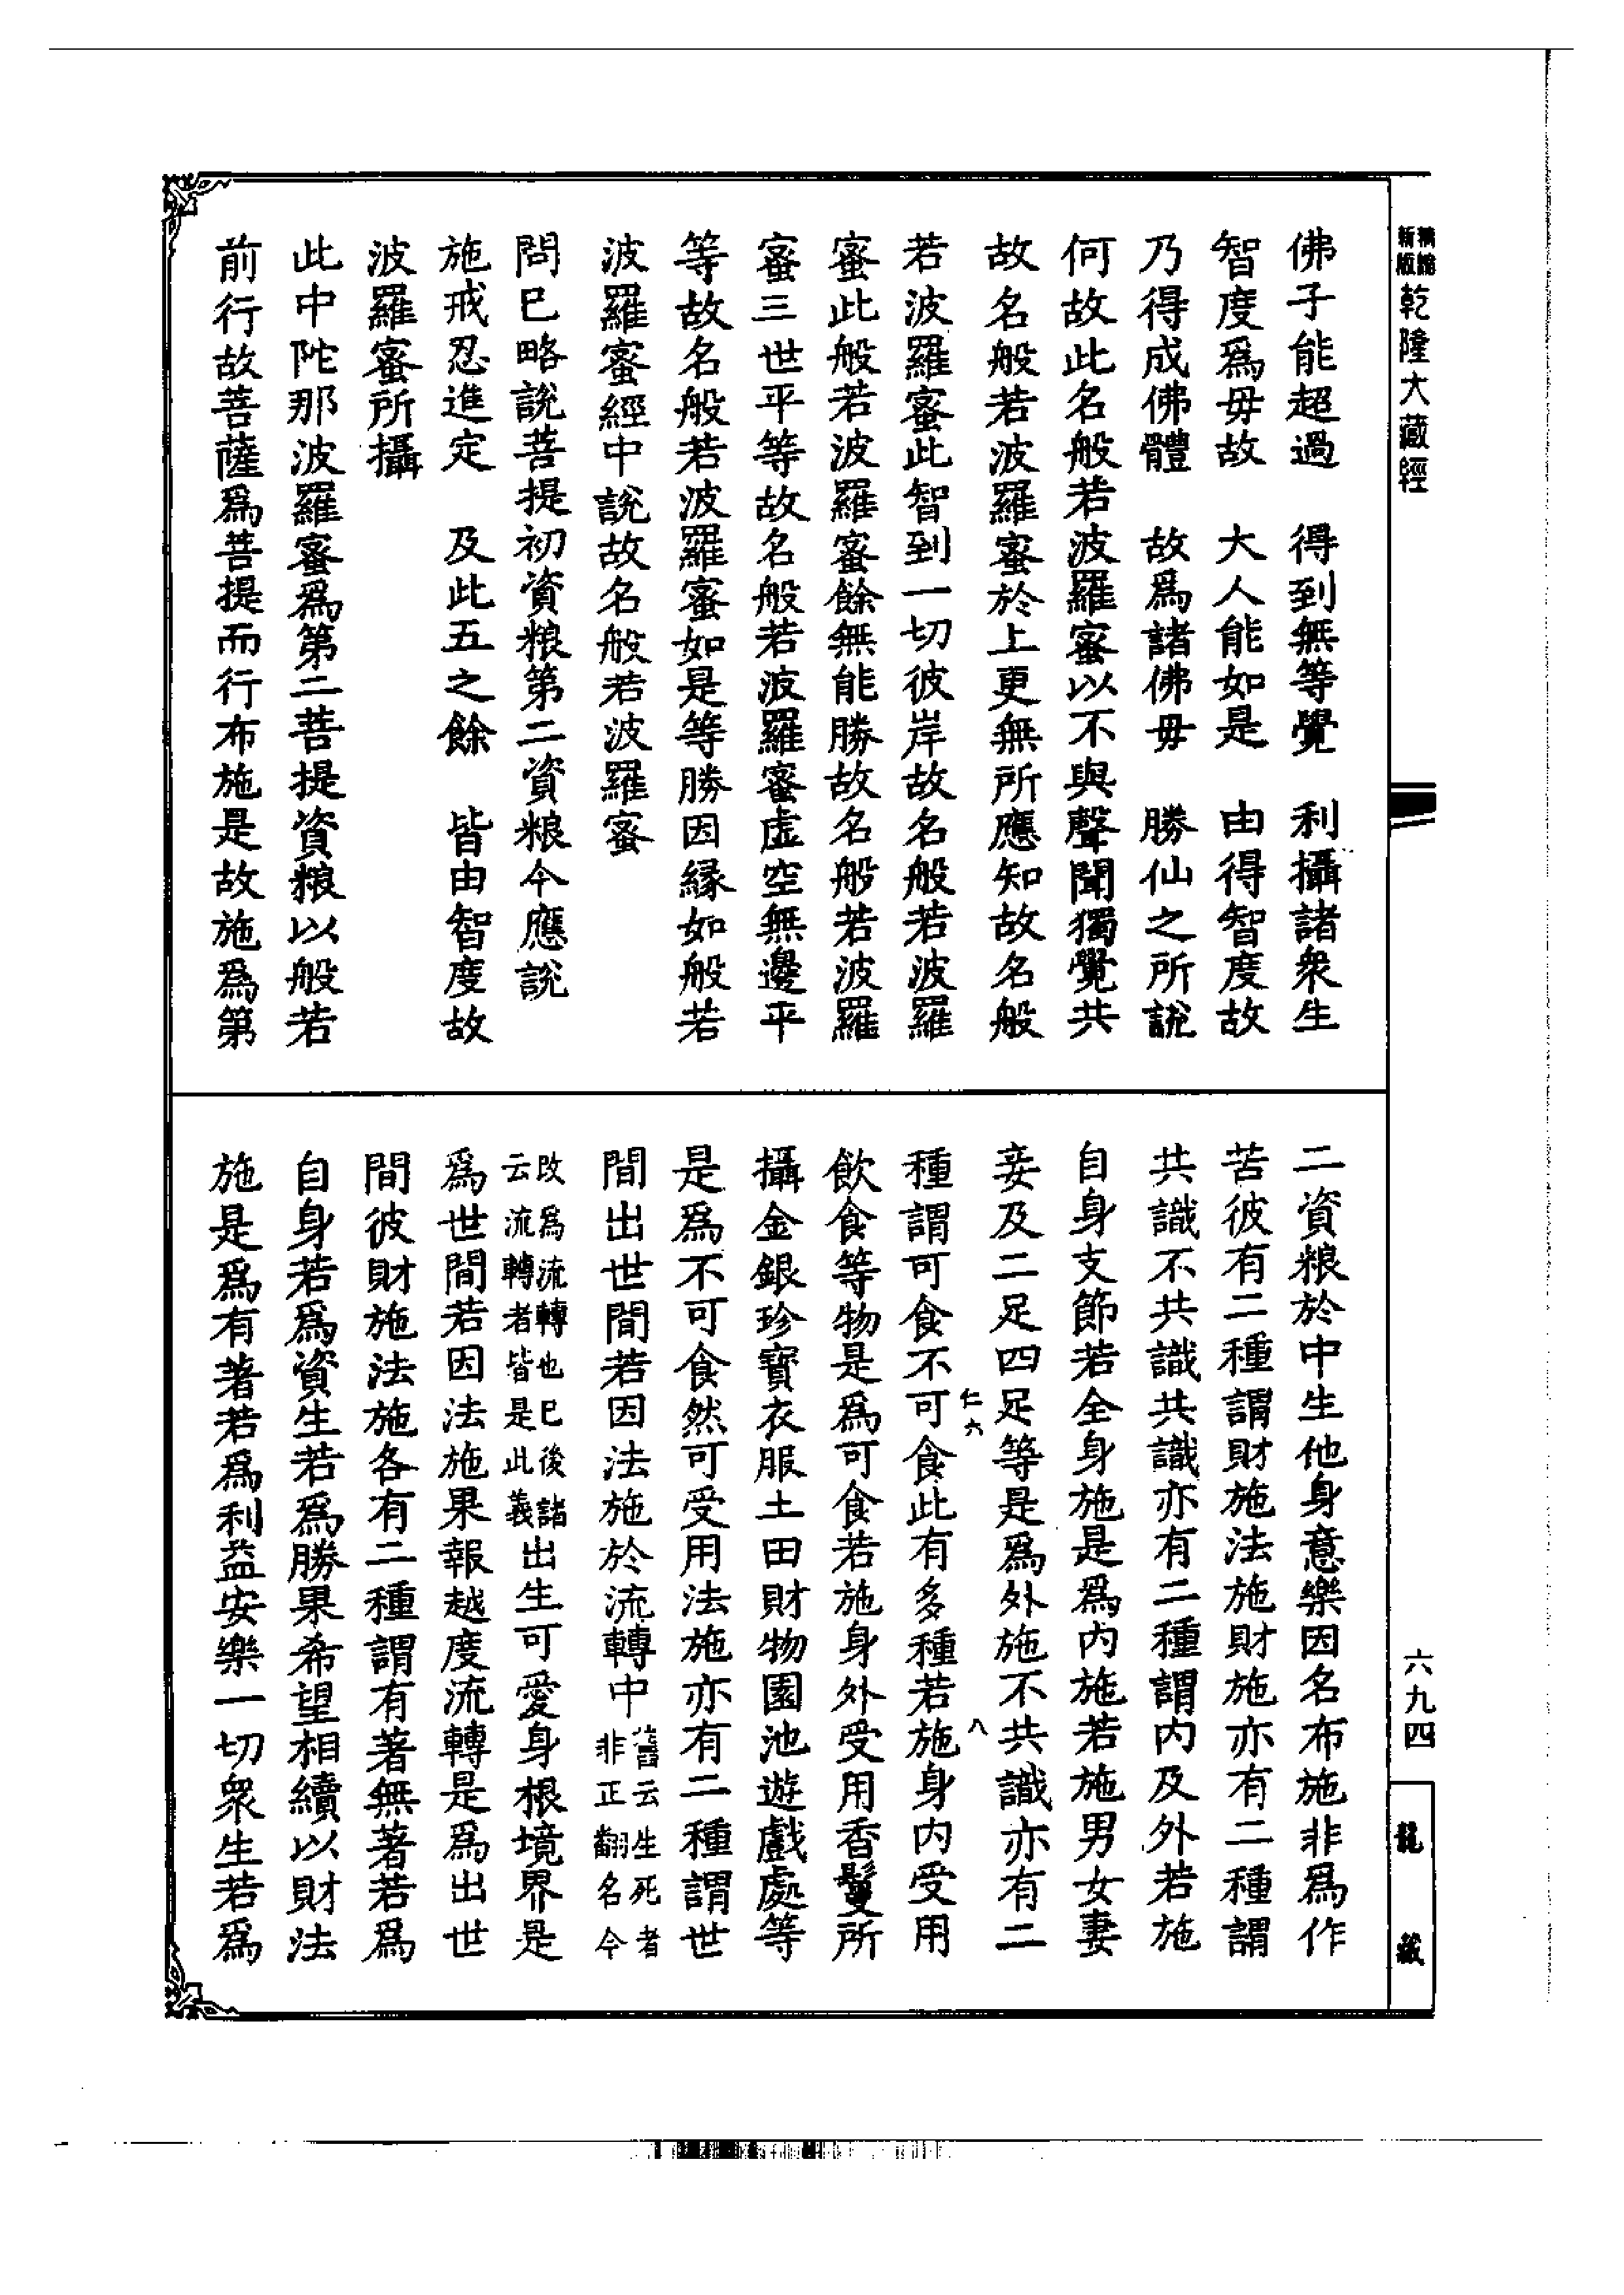 新版 精縮 乾隆大藏經
佛子能超過　得到無等覺　利攝諸衆生
智度爲毋故　大人能如是　由得智度故
乃得成佛體　故爲諸佛毋　勝仙之所說
何故此名般若波羅蜜以不與聲聞獨覺共
故名般若波羅蜜於上更無所應知故名般
若波羅蜜此智到一切彼岸故名般若波羅
蜜此般若波羅蜜餘無能勝故名般若波羅
蜜三世平等故名般若波羅蜜虛空無邊平
等故名般若波羅蜜如是等勝因緣如般若
波羅蜜經中說故名般若波羅蜜
問已略說菩提初資粮第二資粮今應說
施戒忍進定　及此五之餘　皆由智度故
波羅蜜所攝
此中陀那波羅蜜爲第二菩提資粮以般若
前行故菩薩爲菩提而行布施是故施爲第
二資粮於中生他身意樂因名布施非爲作
苦彼有二種謂財施法施財施亦有二種謂
共識不共識共識亦有二種謂內及外若施
自身支節若全身施是爲內施若施男女妻
妾及二足四足等是爲外施不共識亦有二
種謂可食不可食此有多種若施身內受用
飲食等物是爲可食若施身外受用香鬘所
攝金銀珍寶衣服土田財物園池遊戲處等
是爲不可食然可受用法施亦有二種謂世
間出世間若因法施於流轉中舊云生死者非正翻名今
改爲流轉也已後諸云流轉者皆是此義出生可愛身根境界是
爲世間若因法施果報越度流轉是爲出世
間彼財施法施各有二種謂有著無著若爲
自身若爲資生若爲勝果希望相續以財法
施是爲有著若爲利益安樂一切衆生若爲
仁六
八
六九四
龍藏